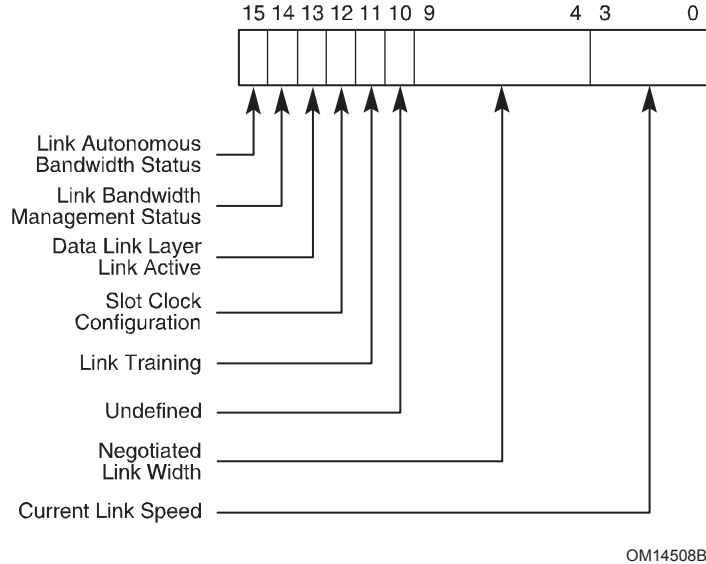 15 14 13 12 11 10 9 4 3 0
Link Autonomous
Bandwidth Status
Link Bandwidth
Management Status
Data Link Layer
Link Active
Slot Clock
Configuration
Link Training
Undefined
Negotiated
Link Width
Current Link Speed
OM14508B